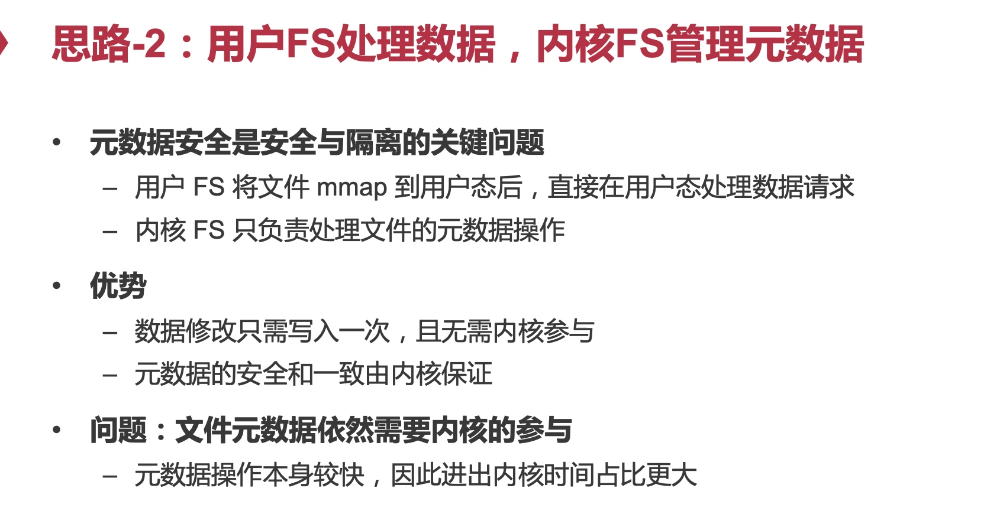 思路-2：用户FS处理数据，内核FS管理元数据
• 元数据安全是安全与隔离的关键问题
– 用户 FS 将文件 mmap 到用户态后，直接在用户态处理数据请求
– 内核 FS 只负责处理文件的元数据操作
• 优势
– 数据修改只需写入一次，且无需内核参与
– 元数据的安全和一致由内核保证
• 问题：文件元数据依然需要内核的参与
– 元数据操作本身较快，因此进出内核时间占比更大